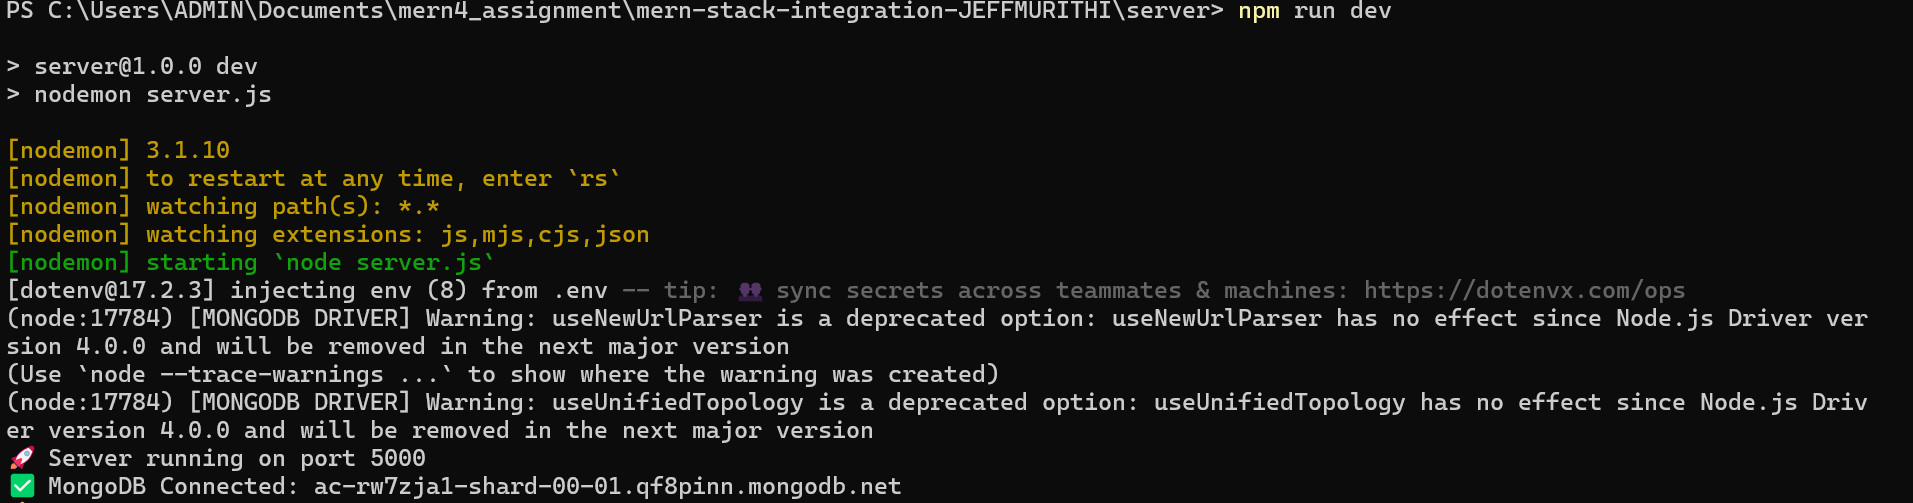 PS C:\Users\ADMIN\Documents\mern4_assignment\mern-stack-integration-JEFFMURITHI\server> npm run dev
> server@1.0.0 dev
> nodemon server.js
[nodemon] 3.1.10
[nodemon] to restart at any time, enter `rs`
[nodemon] watching path(s): *.*
[nodemon] watching extensions: js,mjs,cjs,json
[nodemon] starting `node server.js`
[dotenv@17.2.3] injecting env (8) from .env -- tip: 👥 sync secrets across teammates & machines: https://dotenvx.com/ops
(node:17784) [MONGODB DRIVER] Warning: useNewUrlParser is a deprecated option: useNewUrlParser has no effect since Node.js Driver ver
sion 4.0.0 and will be removed in the next major version
(Use `node --trace-warnings ...` to show where the warning was created)
(node:17784) [MONGODB DRIVER] Warning: useUnifiedTopology is a deprecated option: useUnifiedTopology has no effect since Node.js Driv
er version 4.0.0 and will be removed in the next major version
🚀 Server running on port 5000
✅ MongoDB Connected: ac-rw7zja1-shard-00-01.qf8pinn.mongodb.net